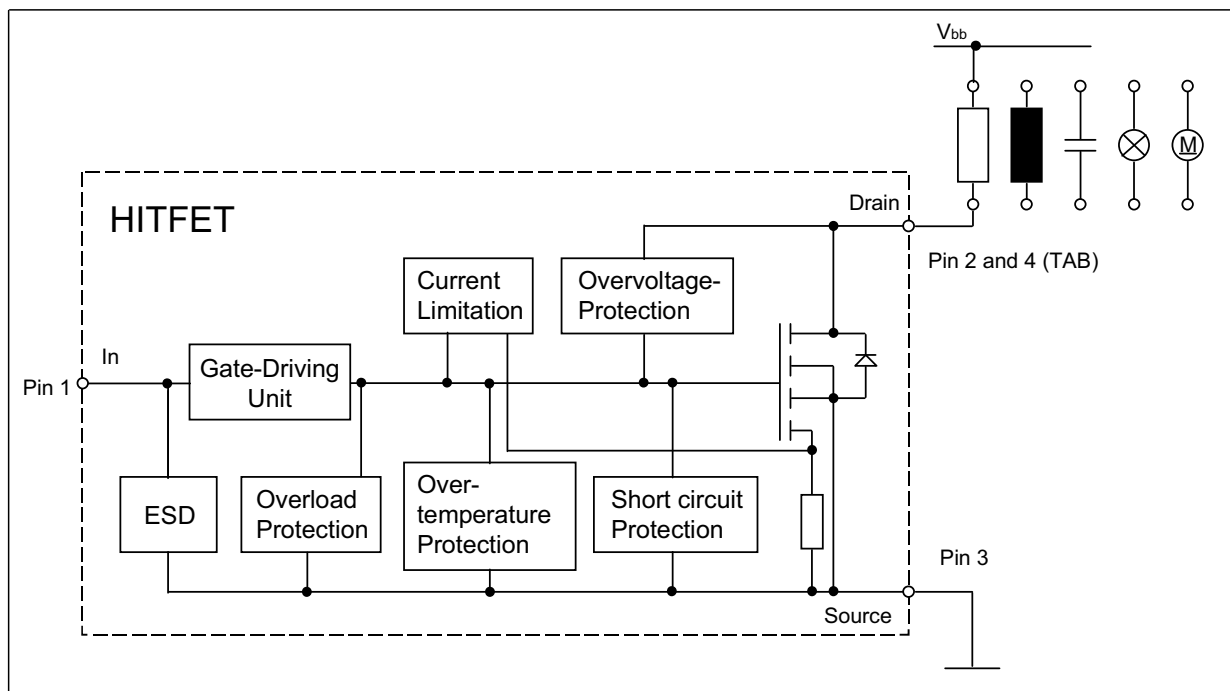 Vbb
HITFET
Drain
Pin 2 and 4 (TAB)
M
Current
Limitation
Overvoltage-
Protection
In
Pin 1
Gate-Driving
Unit
ESD
Overload
Protection
Over-
temperature
Protection
Short circuit
Protection
Pin 3
Source